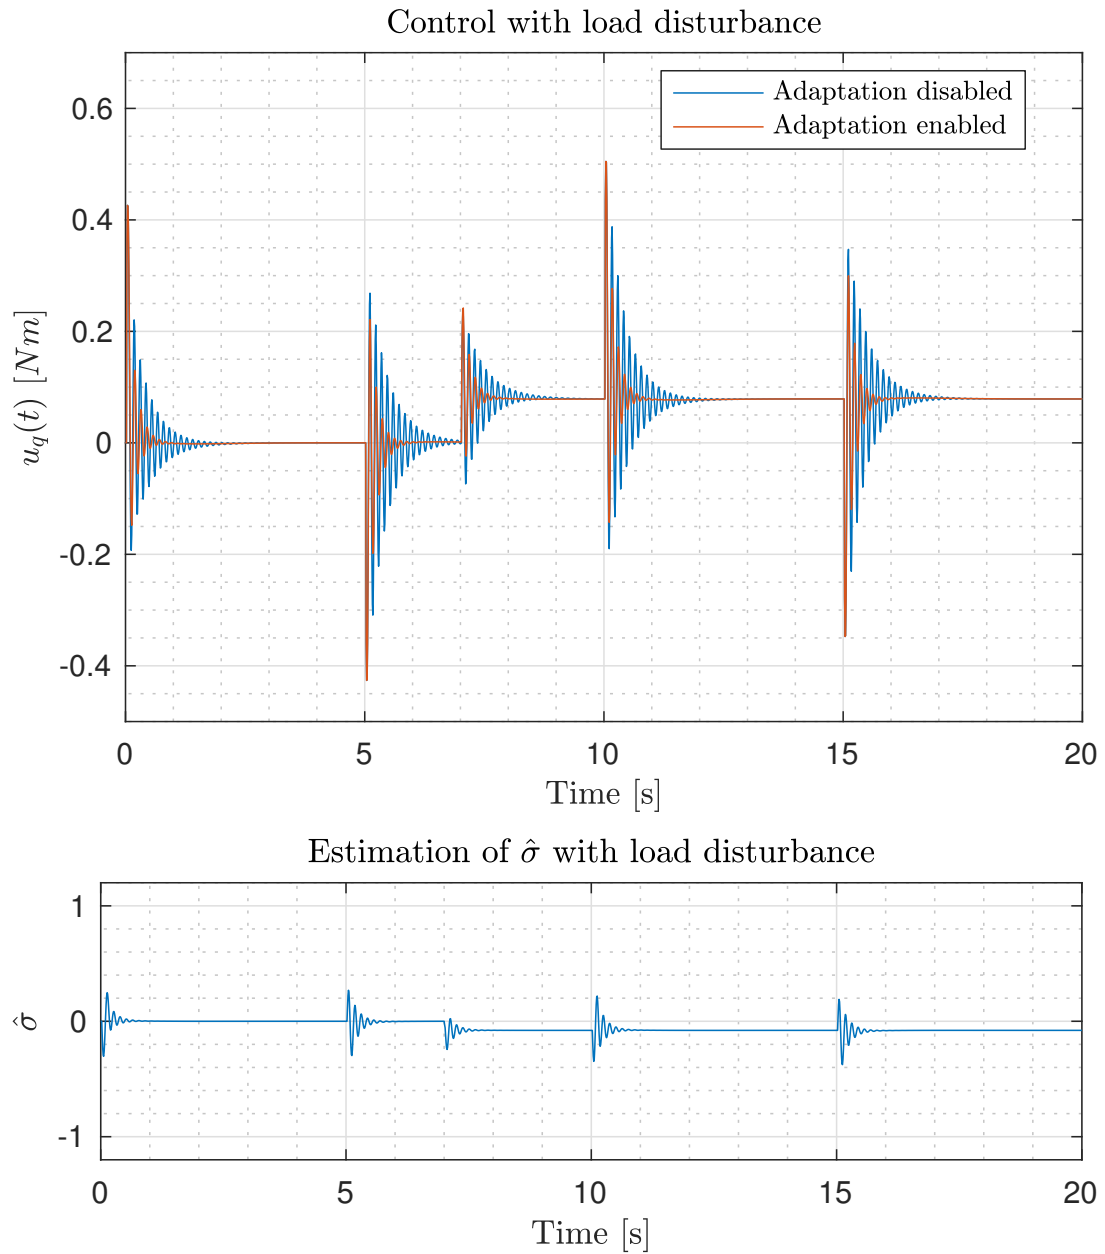 Control with load disturbance
Adaptation disabled
Adaptation enabled
0.6
0.4
0.2
0
-0.2
-0.4
u_q(t) [Nm]
0 5 10 15 20
Time [s]
Estimation of σ̂ with load disturbance
1
0
-1
σ̂
0 5 10 15 20
Time [s]